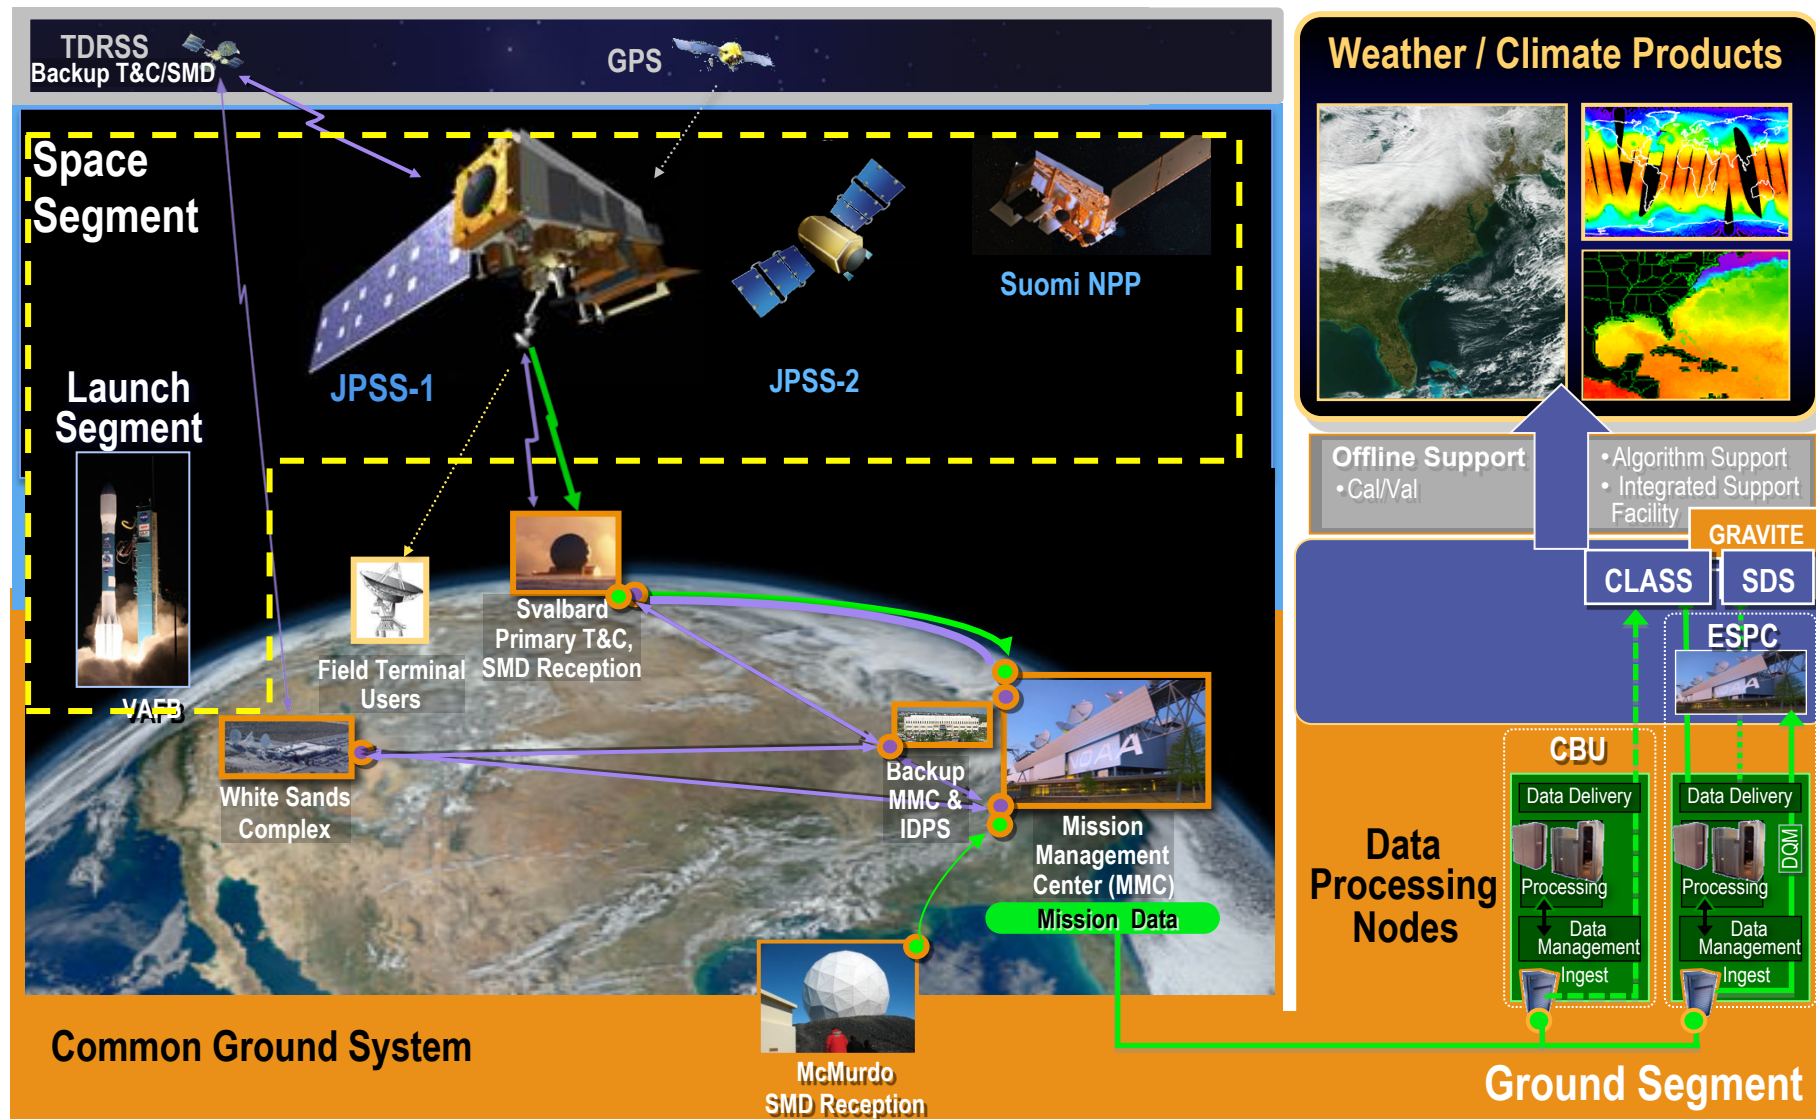 TDRSS
Backup T&C/SMD
GPS
Space
Segment
Suomi NPP
JPSS-1
JPSS-2
Launch
Segment
VAFB
Field Terminal
Users
Svalbard
Primary T&C,
SMD Reception
White Sands
Complex
Backup
MMC &
IDPS
NOAA
Mission
Management
Center (MMC)
Mission Data
McMurdo
SMD Reception
Common Ground System
Weather / Climate Products
Offline Support
• Cal/Val
• Algorithm Support
• Integrated Support
Facility
GRAVITE
CLASS
SDS
ESPC
CBU
Data
Processing
Nodes
Data Delivery
Processing
Data
Management
Ingest
Data Delivery
DQM
Processing
Data
Management
Ingest
Ground Segment